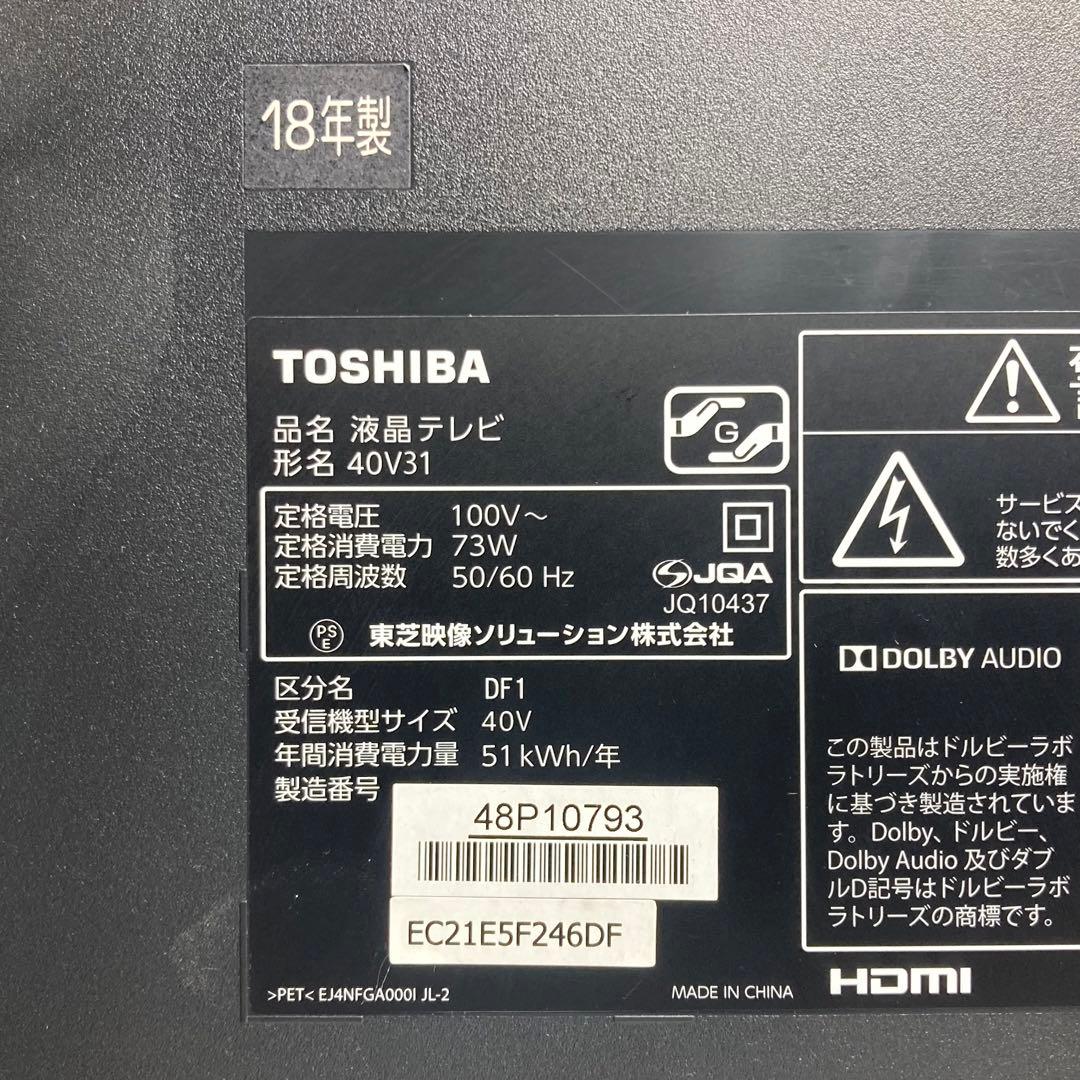 18年製
TOSHIBA
品名 液晶テレビ
形名 40V31
G
定格電圧 100V～
定格消費電力 73W
定格周波数 50/60 Hz
JQA
JQ10437
PS
E
東芝映像ソリューション株式会社
区分名 DF1
受信機型サイズ 40V
年間消費電力量 51kWh/年
製造番号
48P10793
EC21E5F246DF
>PET< EJ4NFGA000I JL-2
MADE IN CHINA
サービス
ないでく
数多くあ
DOLBY AUDIO
この製品はドルビーラボ
ラトリーズからの実施権
に基づき製造されていま
す。Dolby、ドルビー、
Dolby Audio 及びダブ
ルD記号はドルビーラボ
ラトリーズの商標です。
HDMI